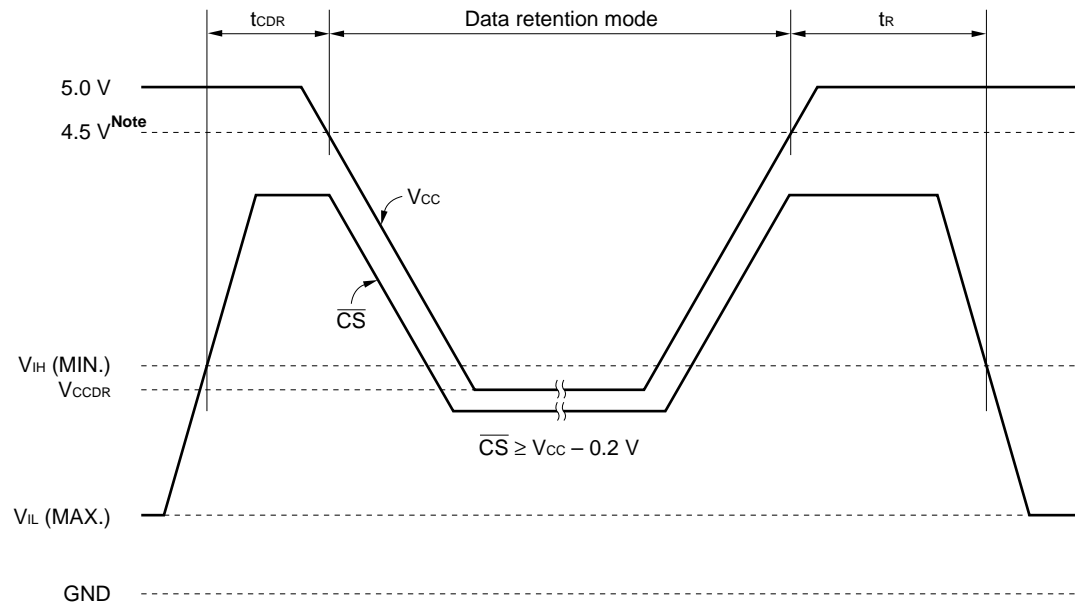 tCDR Data retention mode tR
5.0 V
4.5 V Note
VCC
CS
VIH (MIN.)
VCCDR
CS ≥ VCC – 0.2 V
VIL (MAX.)
GND